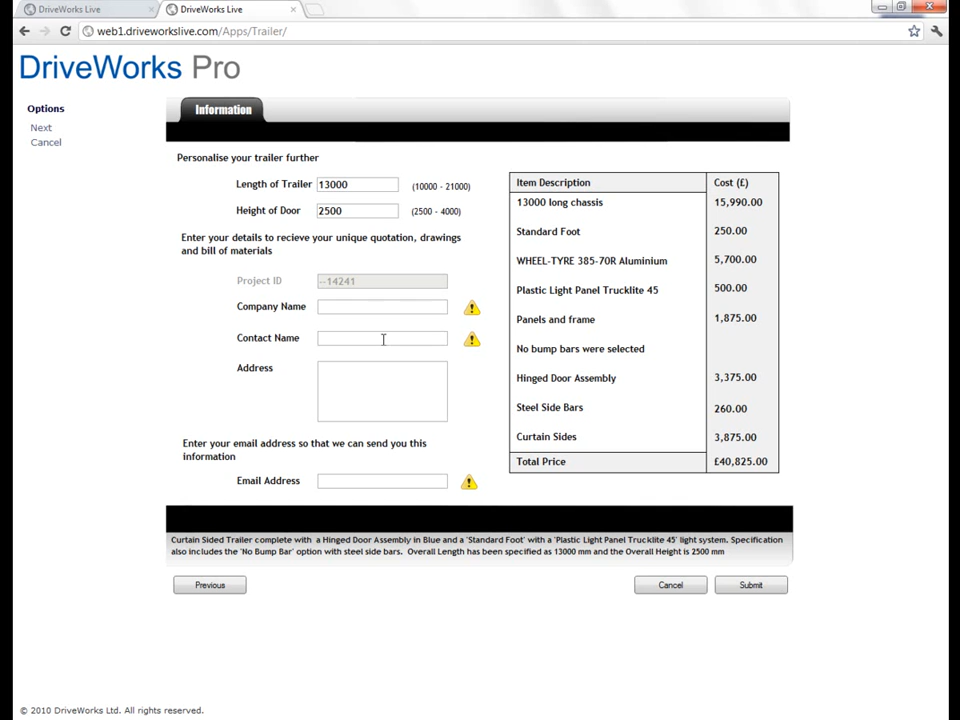 DriveWorks Live
DriveWorks Live
web1.driveworkslive.com/Apps/Trailer/
DriveWorks Pro
Options
Next
Cancel
Information
Personalise your trailer further
Length of Trailer 13000 (10000 - 21000)
Height of Door 2500 (2500 - 4000)
Enter your details to recieve your unique quotation, drawings
and bill of materials
Project ID --14241
Company Name
Contact Name
Address
Enter your email address so that we can send you this
information
Email Address
Item Description Cost (£)
13000 long chassis 15,990.00
Standard Foot 250.00
WHEEL-TYRE 385-70R Aluminium 5,700.00
Plastic Light Panel Trucklite 45 500.00
Panels and frame 1,875.00
No bump bars were selected
Hinged Door Assembly 3,375.00
Steel Side Bars 260.00
Curtain Sides 3,875.00
Total Price £40,825.00
Curtain Sided Trailer complete with a Hinged Door Assembly in Blue and a 'Standard Foot' with a 'Plastic Light Panel Trucklite 45' light system. Specification
also includes the 'No Bump Bar' option with steel side bars. Overall Length has been specified as 13000 mm and the Overall Height is 2500 mm
Previous Cancel Submit
© 2010 DriveWorks Ltd. All rights reserved.